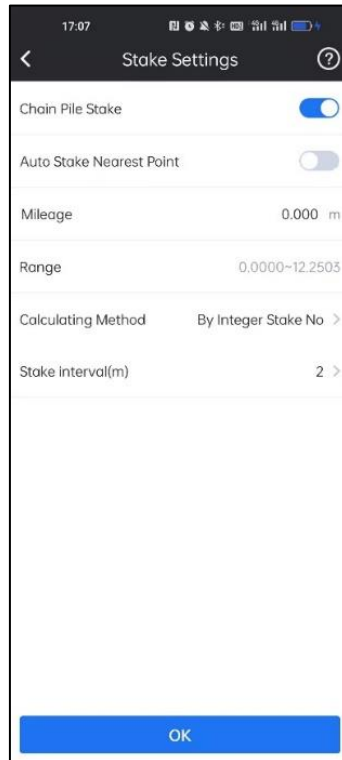 17:07
Stake Settings
Chain Pile Stake
Auto Stake Nearest Point
Mileage 0.000 m
Range 0.0000~12.2503
Calculating Method By Integer Stake No
Stake interval(m) 2
OK